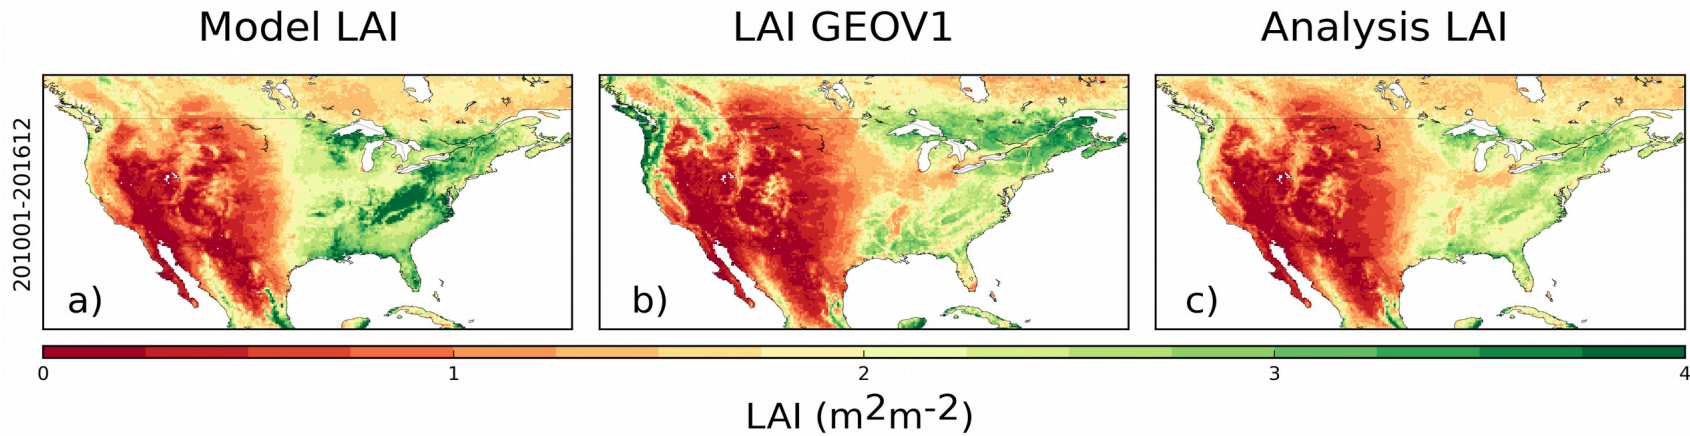 Model LAI
LAI GEOV1
Analysis LAI
201001-201612
a)
b)
c)
0 1 2 3 4
LAI (m2m-2)